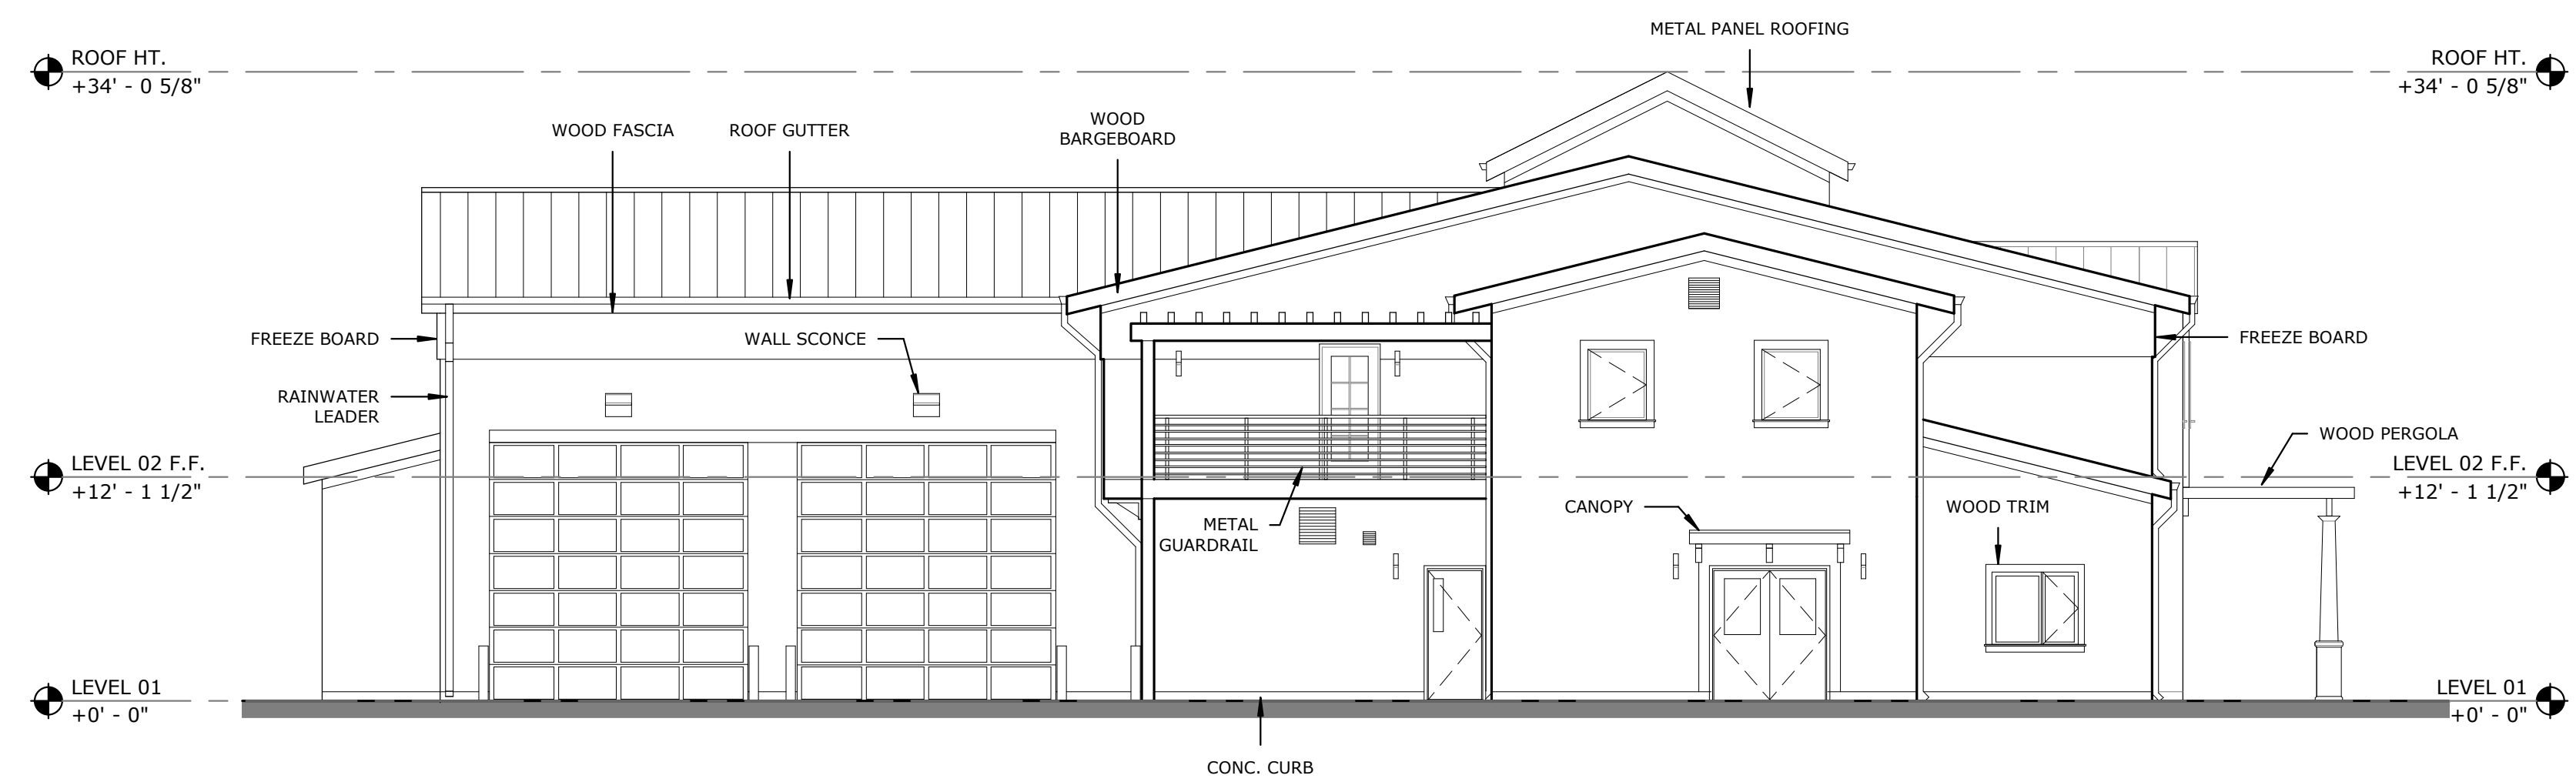 METAL PANEL ROOFING
ROOF HT.
+34' - 0 5/8"
ROOF HT.
+34' - 0 5/8"
WOOD FASCIA
ROOF GUTTER
WOOD
BARGEBOARD
FREEZE BOARD
WALL SCONCE
FREEZE BOARD
RAINWATER
LEADER
WOOD PERGOLA
LEVEL 02 F.F.
+12' - 1 1/2"
LEVEL 02 F.F.
+12' - 1 1/2"
METAL
GUARDRAIL
CANOPY
WOOD TRIM
LEVEL 01
+0' - 0"
LEVEL 01
+0' - 0"
CONC. CURB